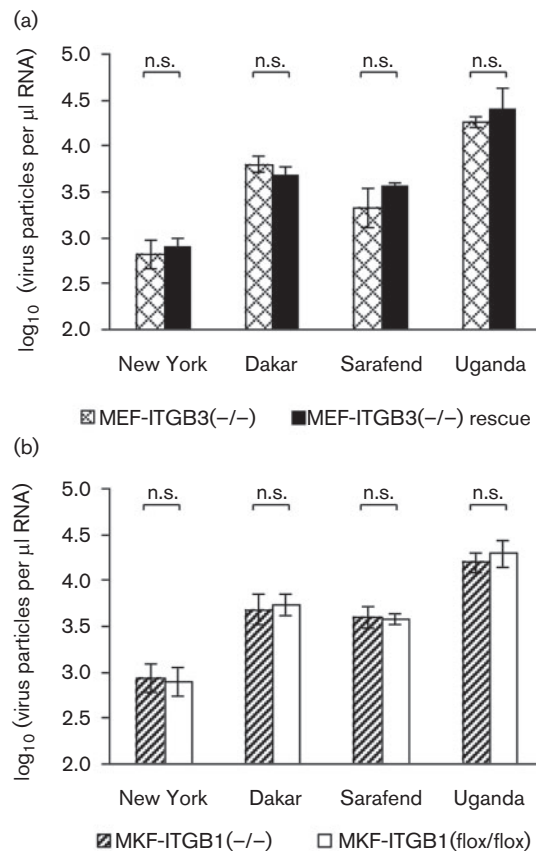 (a)
n.s. n.s. n.s. n.s.
5.0
4.5
4.0
3.5
3.0
2.5
2.0
log10 (virus particles per µl RNA)
New York Dakar Sarafend Uganda
MEF-ITGB3(−/−) MEF-ITGB3(−/−) rescue
(b)
n.s. n.s. n.s. n.s.
5.0
4.5
4.0
3.5
3.0
2.5
2.0
log10 (virus particles per µl RNA)
New York Dakar Sarafend Uganda
MKF-ITGB1(−/−) MKF-ITGB1(flox/flox)